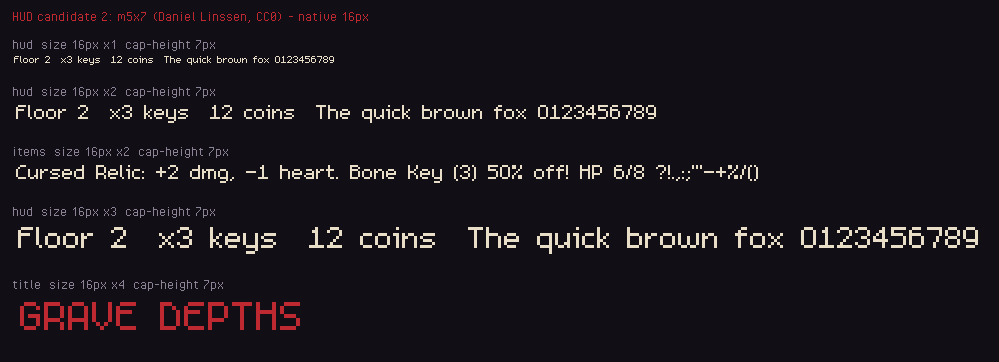 HUD candidate 2: m5x7 (Daniel Linssen, CC0) - native 16px
hud size 16px x1 cap-height 7px
Floor 2 x3 keys 12 coins The quick brown fox 0123456789
hud size 16px x2 cap-height 7px
Floor 2 x3 keys 12 coins The quick brown fox 0123456789
items size 16px x2 cap-height 7px
Cursed Relic: +2 dmg, -1 heart. Bone Key (3) 50% off! HP 6/8 ?!.,:;'"-+%/()
hud size 16px x3 cap-height 7px
Floor 2 x3 keys 12 coins The quick brown fox 0123456789
title size 16px x4 cap-height 7px
GRAVE DEPTHS